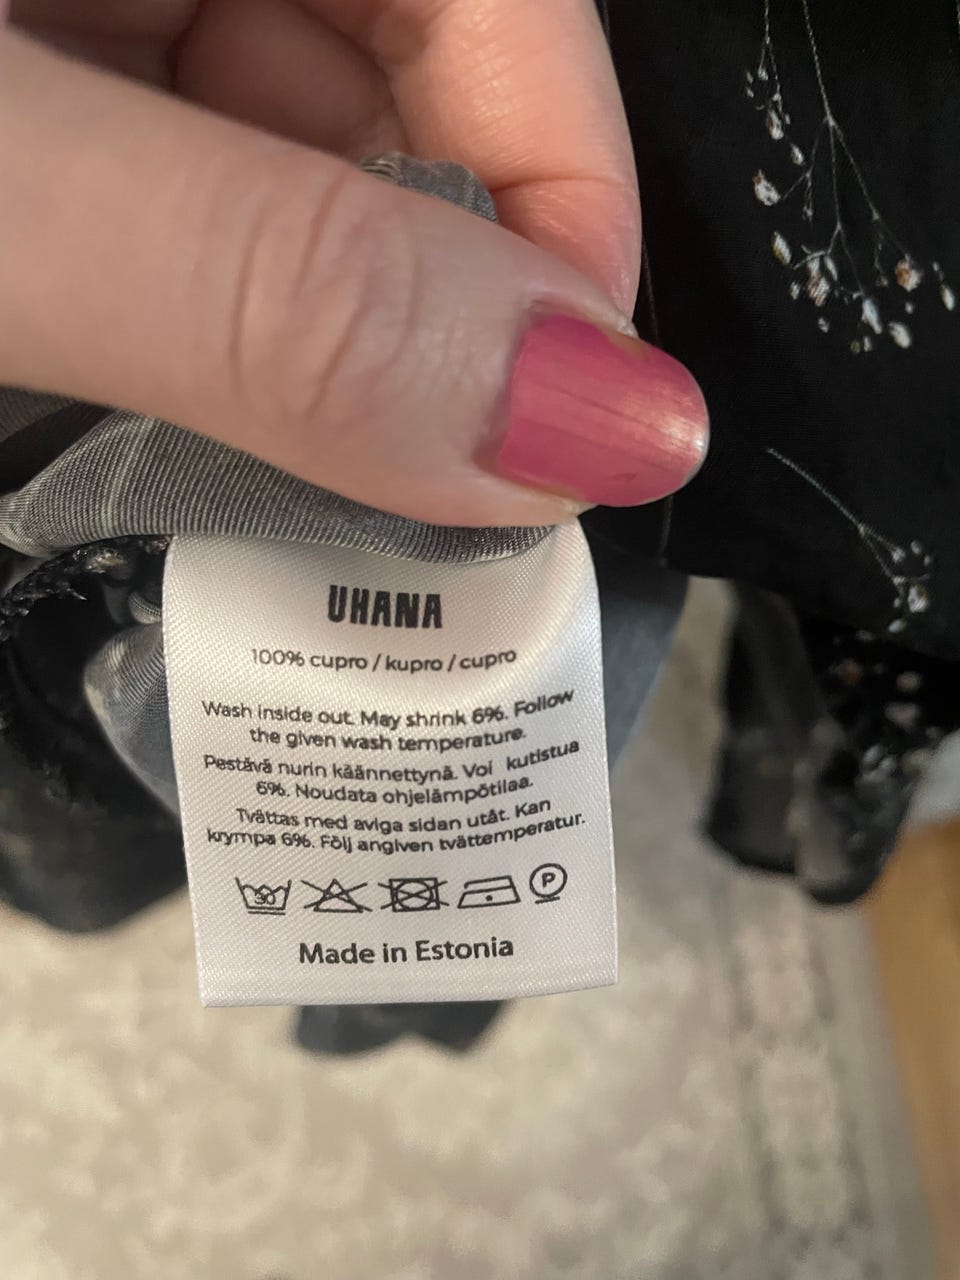 UHANA
100% cupro / kupro / cupro
Wash inside out. May shrink 6%. Follow
the given wash temperature.
Pestävä nurin käännettynä. Voi kutistua
6%. Noudata ohjelämpötilaa.
Tvättas med aviga sidan utåt. Kan
krympa 6%. Följ angiven tvättemperatur.
30 P
Made in Estonia